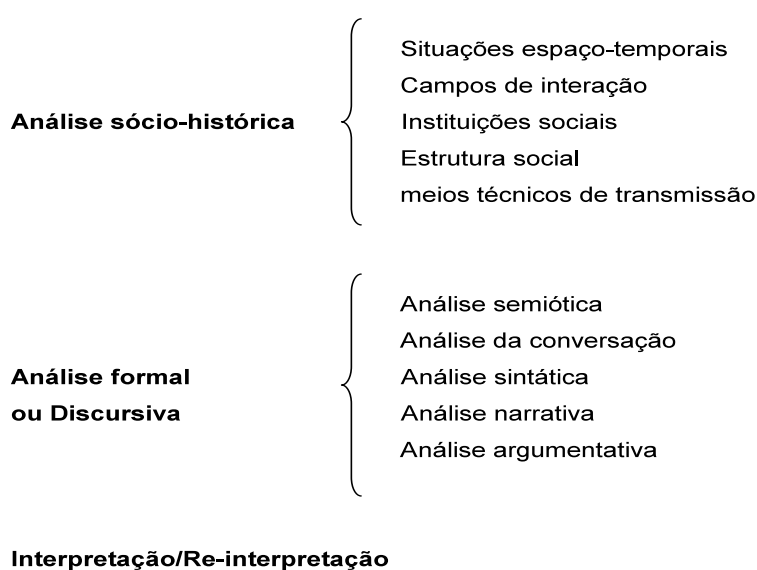 Situações espaço-temporais
Campos de interação
Análise sócio-histórica
Instituições sociais
Estrutura social
meios técnicos de transmissão
Análise semiótica
Análise da conversação
Análise formal
Análise sintática
ou Discursiva
Análise narrativa
Análise argumentativa
Interpretação/Re-interpretação